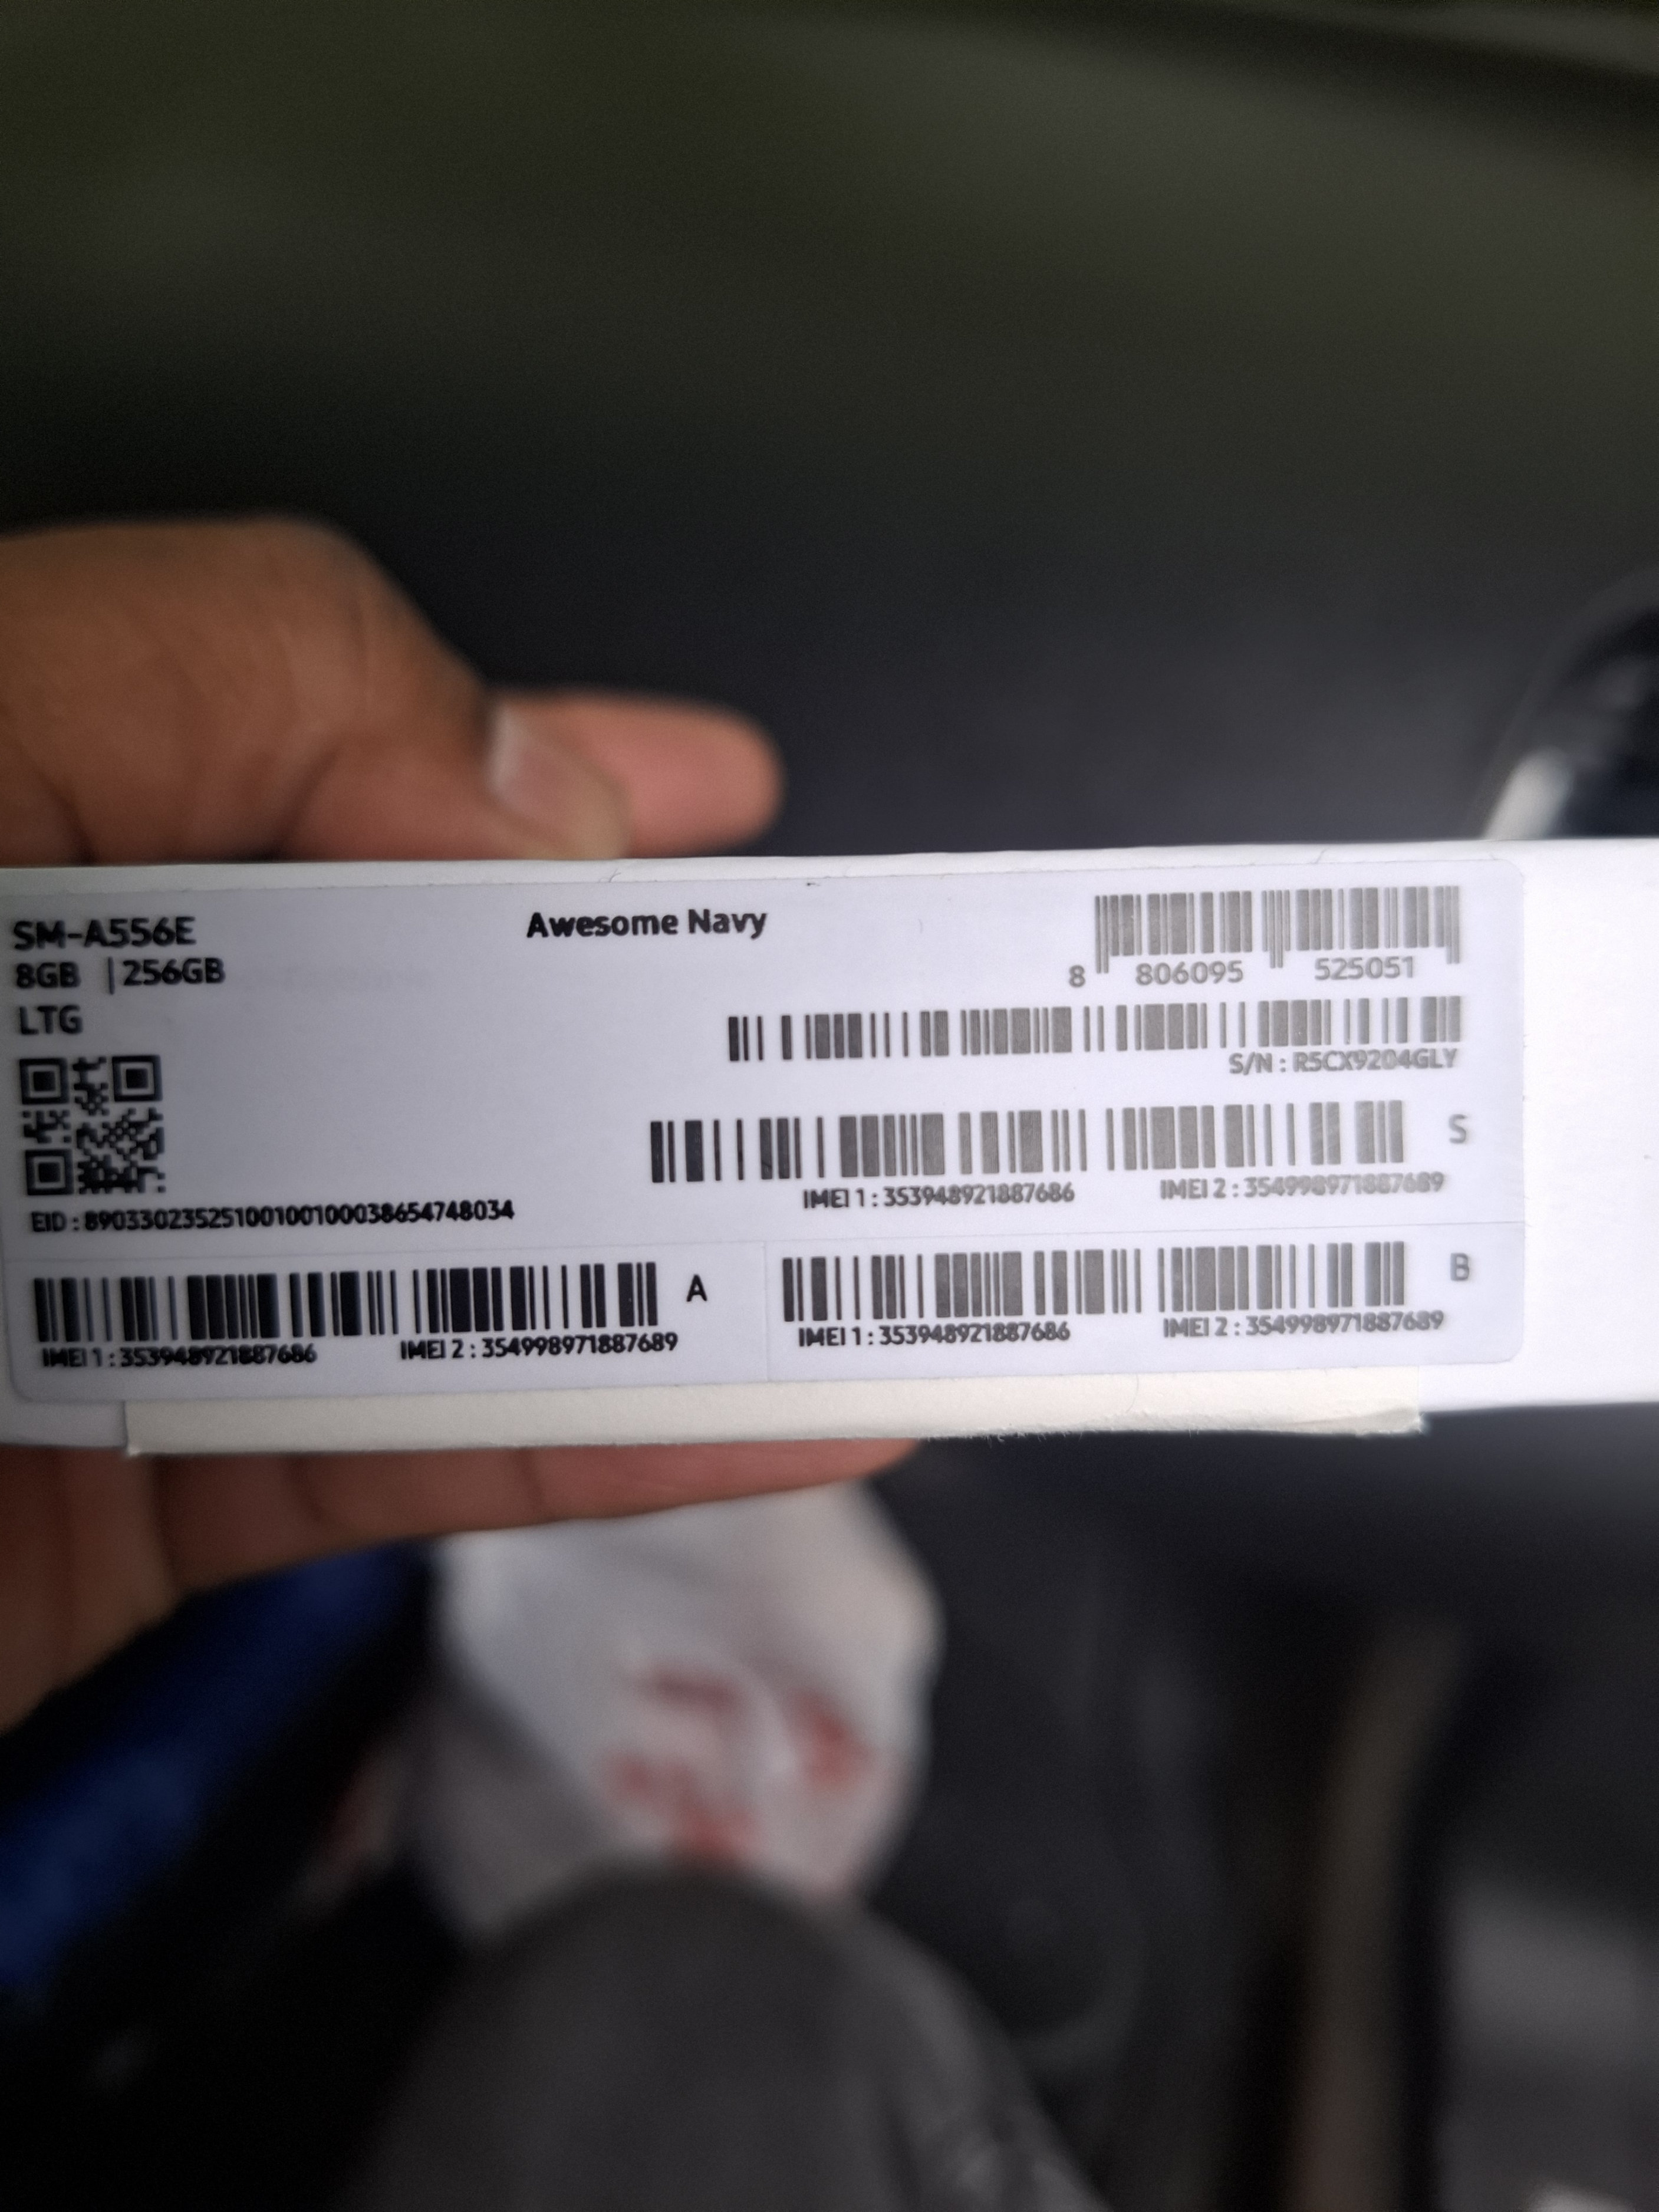 SM-A556E
Awesome Navy
8GB | 256GB
8 806095 525051
LTG
S/N : R5CX9204GLY
S
IMEI 1 : 353948921887686 IMEI 2 : 354998971887689
EID : 89033023525100100100038654748034
A
IMEI 1 : 353948921887686 IMEI 2 : 354998971887689
B
IMEI 1 : 353948921887686 IMEI 2 : 354998971887689